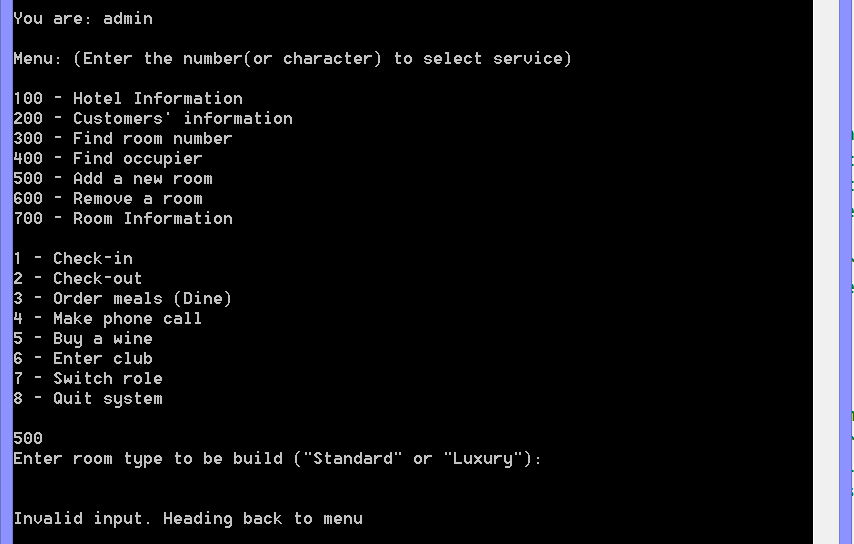 You are: admin
Menu: (Enter the number(or character) to select service)
100 - Hotel Information
200 - Customers' information
300 - Find room number
400 - Find occupier
500 - Add a new room
600 - Remove a room
700 - Room Information
1 - Check-in
2 - Check-out
3 - Order meals (Dine)
4 - Make phone call
5 - Buy a wine
6 - Enter club
7 - Switch role
8 - Quit system
500
Enter room type to be build ("Standard" or "Luxury"):
Invalid input. Heading back to menu